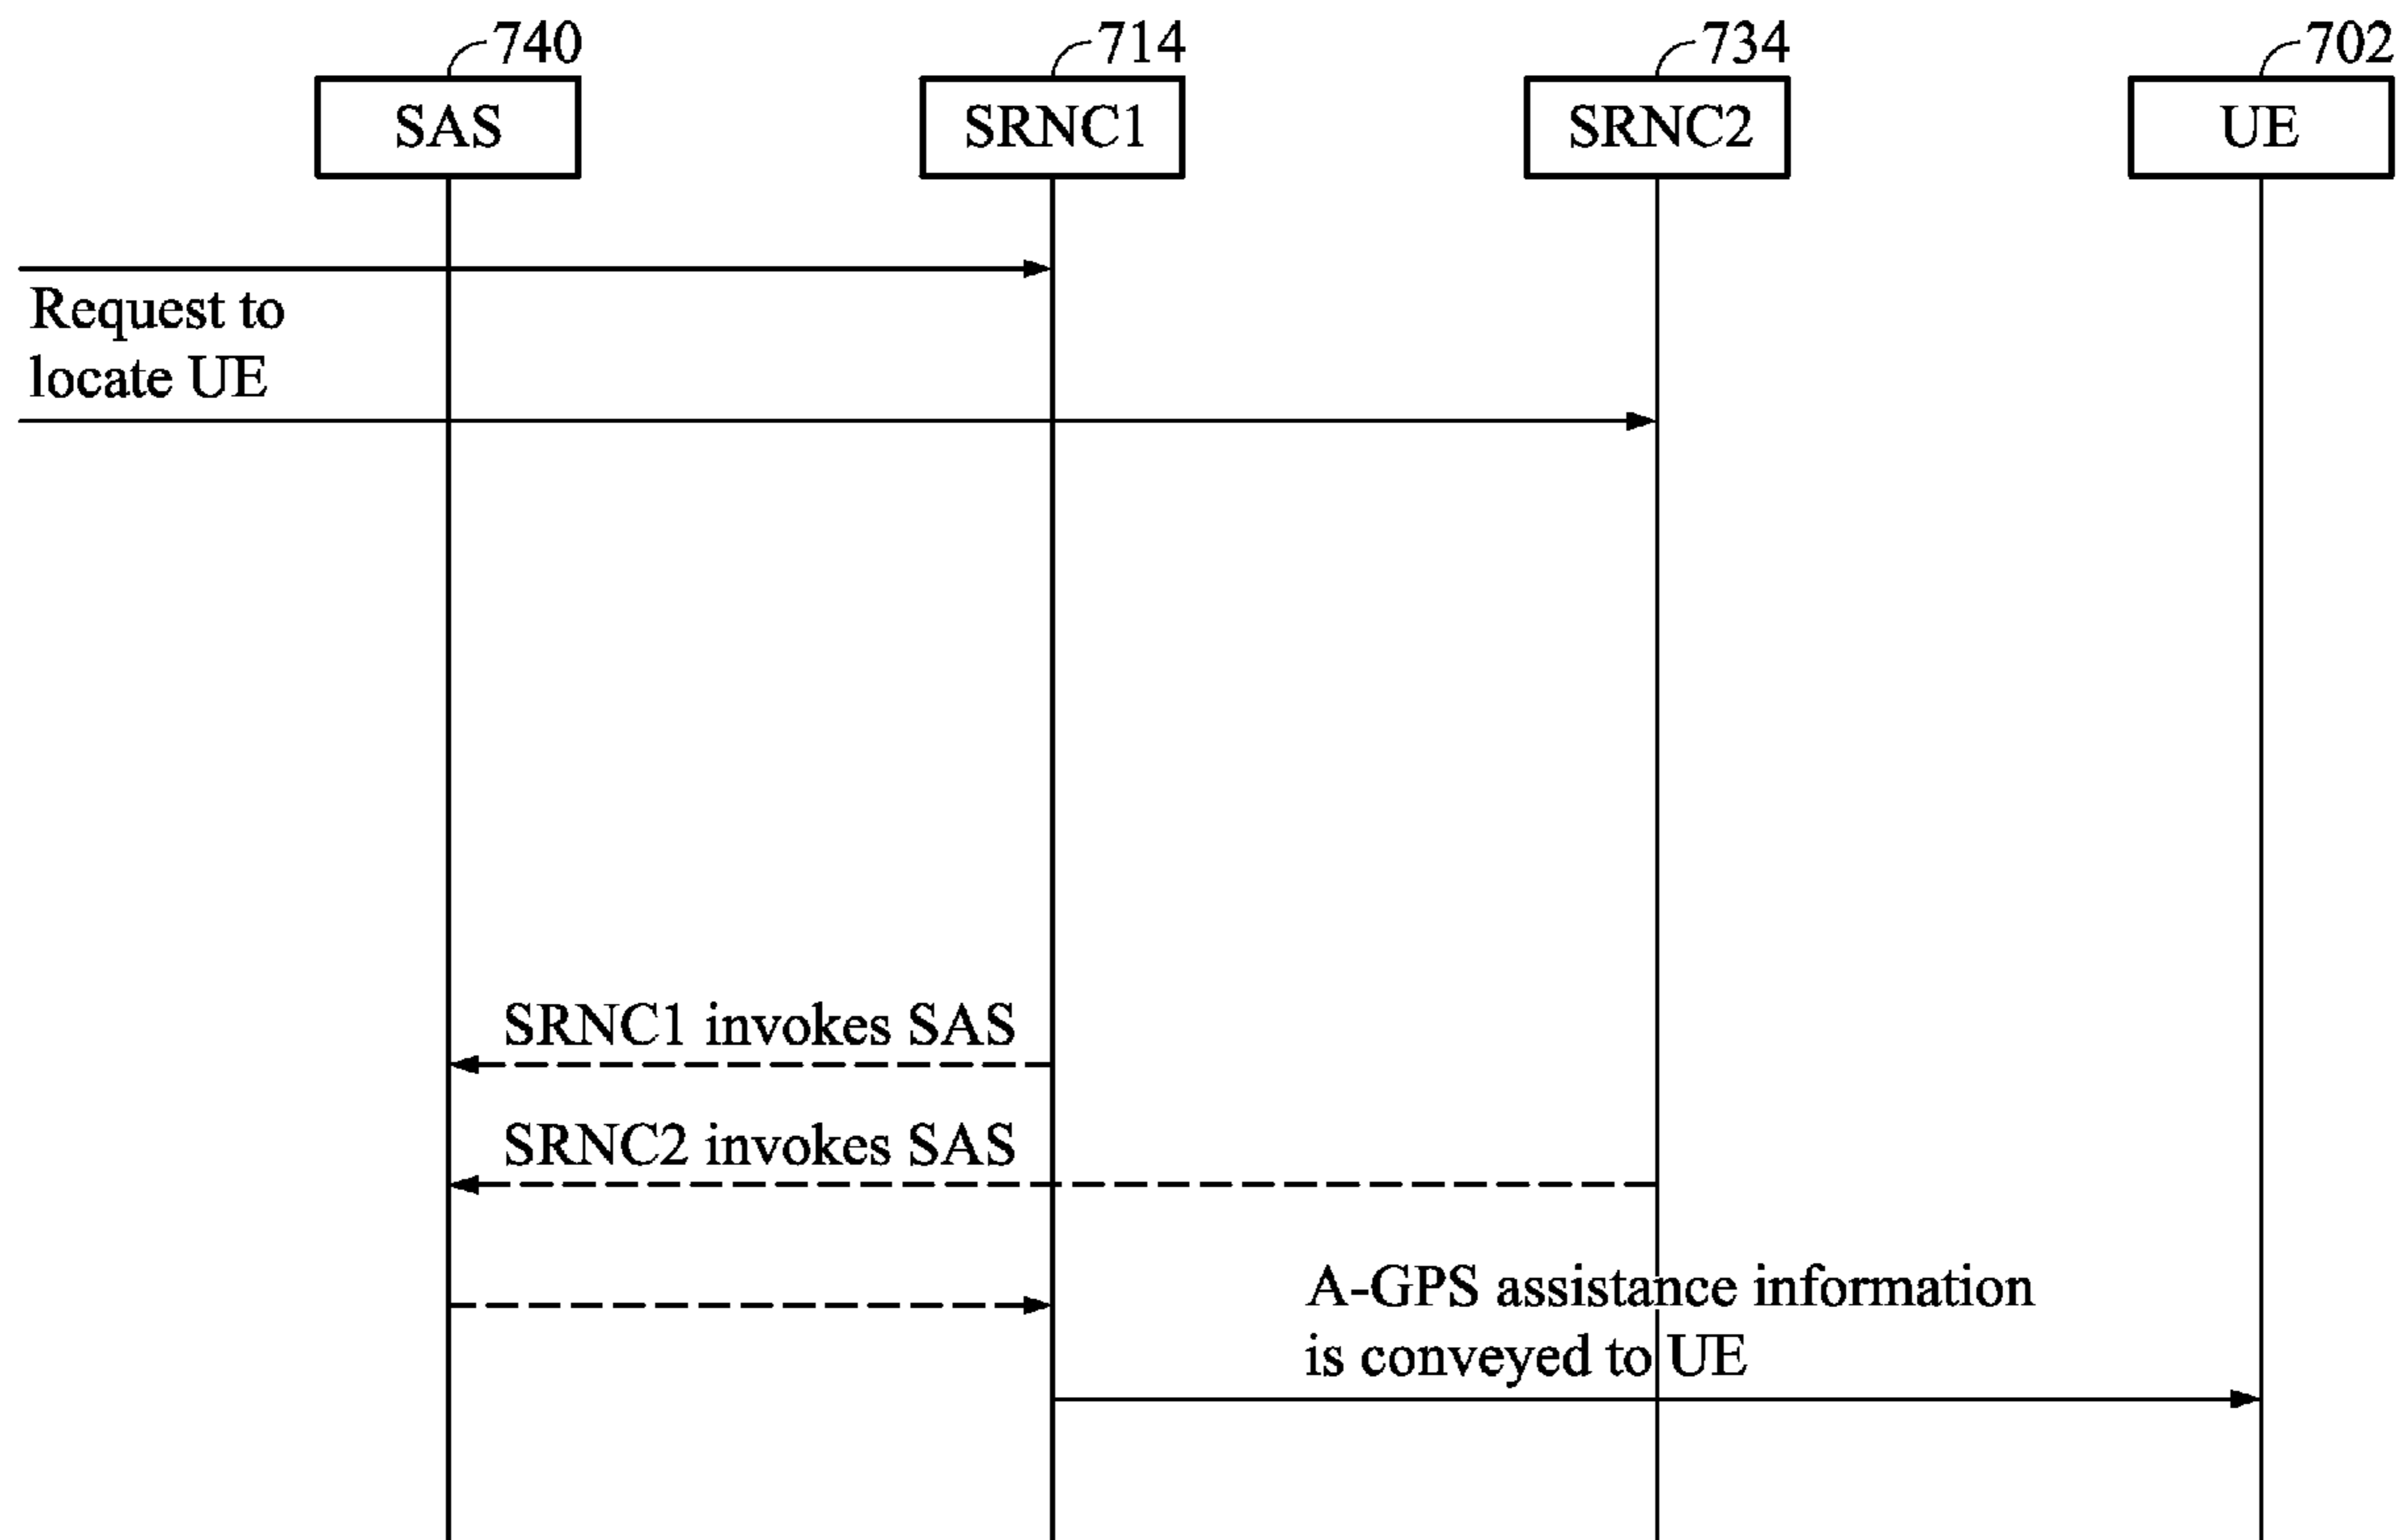 740
714
734
702
SAS
SRNC1
SRNC2
UE
Request to
locate UE
SRNC1 invokes SAS
SRNC2 invokes SAS
A-GPS assistance information
is conveyed to UE